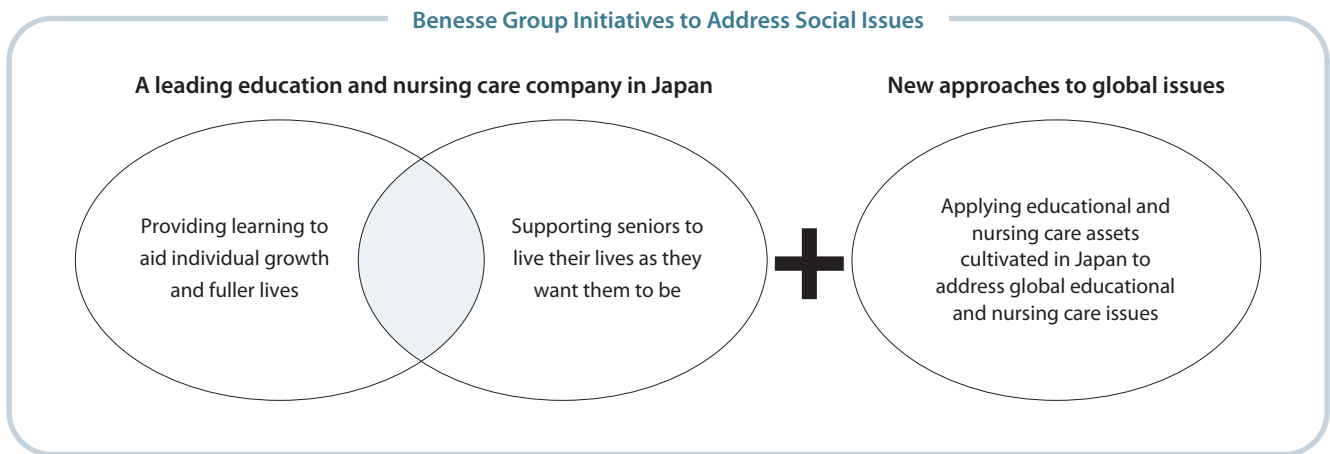 Benesse Group Initiatives to Address Social Issues
A leading education and nursing care company in Japan
Providing learning to
aid individual growth
and fuller lives
Supporting seniors to
live their lives as they
want them to be
+
New approaches to global issues
Applying educational and
nursing care assets
cultivated in Japan to
address global educational
and nursing care issues